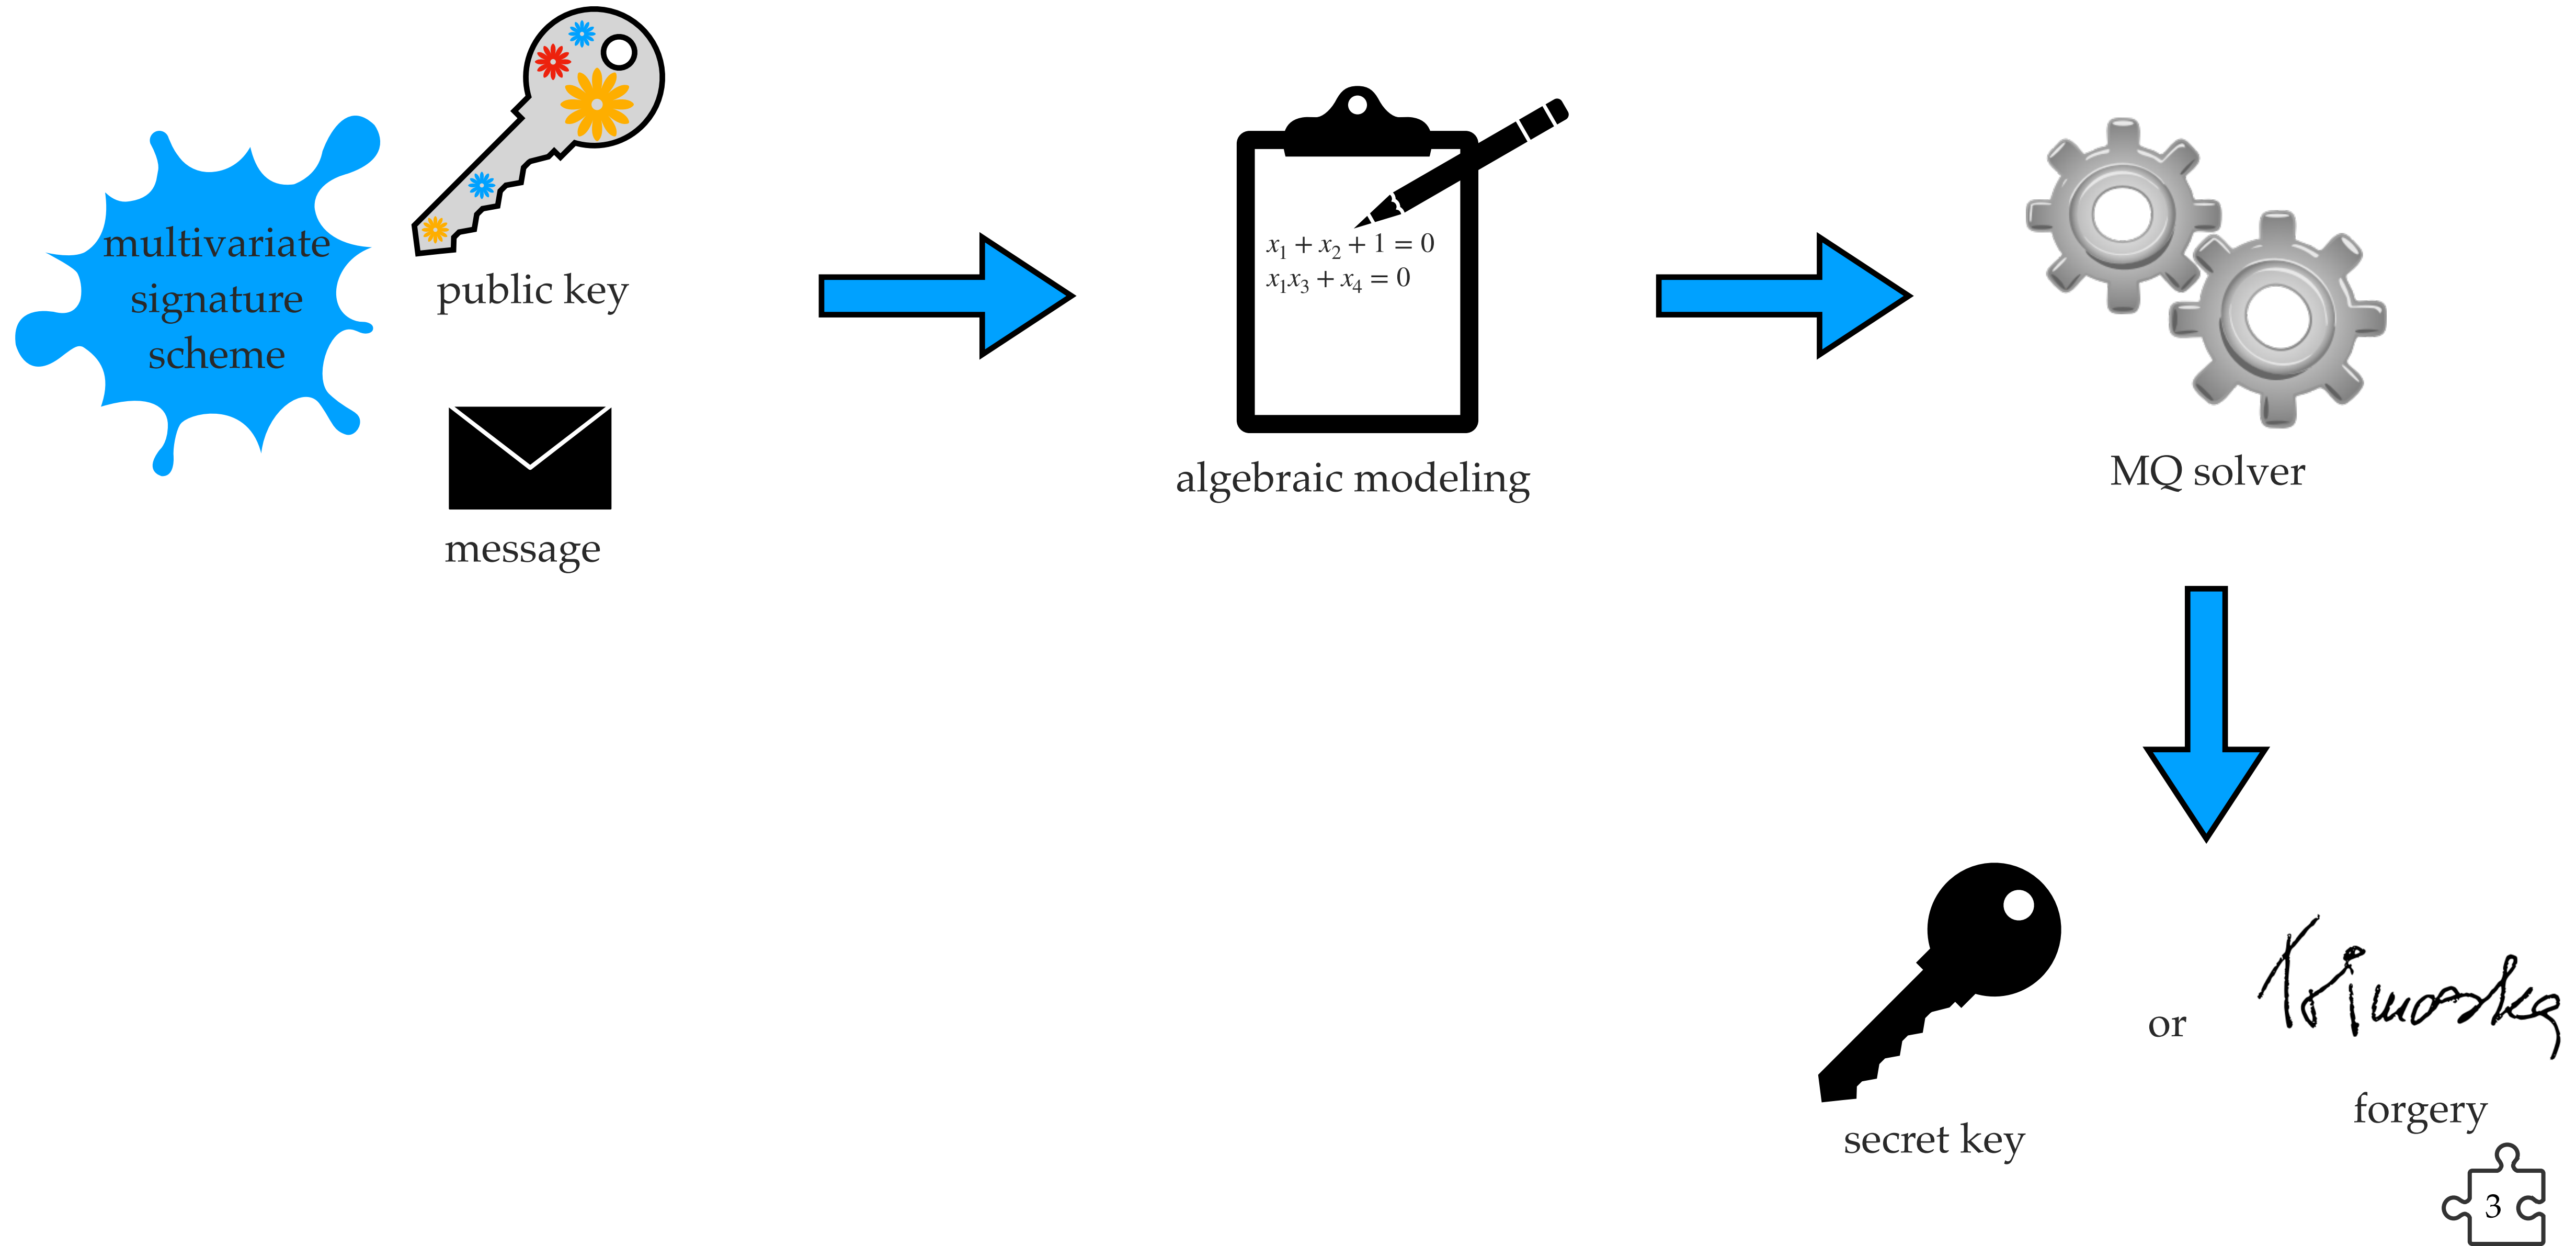 multivariate
signature
scheme
public key
message
x₁ + x₂ + 1 = 0
x₁x₃ + x₄ = 0
algebraic modeling
MQ solver
secret key
or
Trimoska
forgery
3